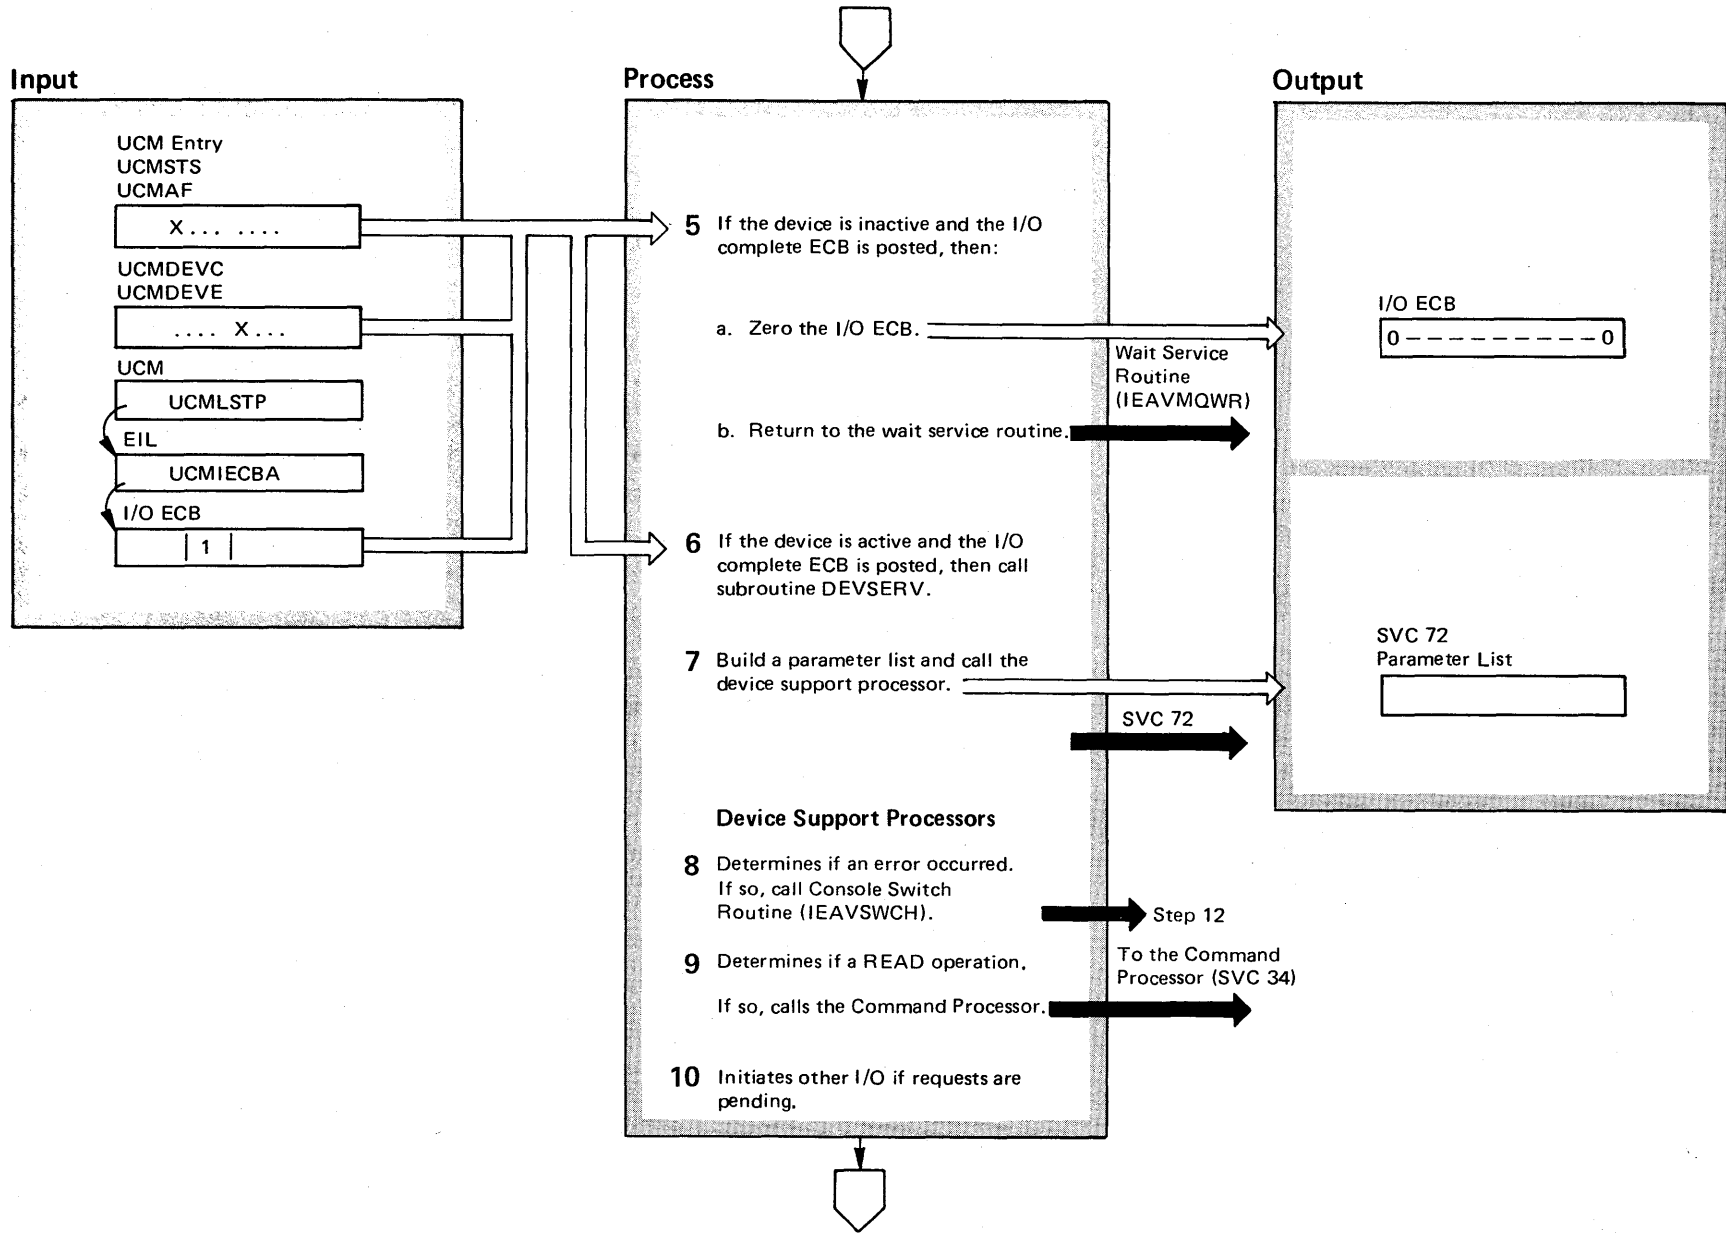 Input
UCM Entry
UCMSTS
UCMAF
X... ....
UCMDEVC
UCMDEVE
.... X...
UCM
UCMLSTP
EIL
UCMIECBA
I/O ECB
1
Process
5 If the device is inactive and the I/O
complete ECB is posted, then:
a. Zero the I/O ECB.
Wait Service
Routine
(IEAVMQWR)
b. Return to the wait service routine.
6 If the device is active and the I/O
complete ECB is posted, then call
subroutine DEVSERV.
7 Build a parameter list and call the
device support processor.
SVC 72
Device Support Processors
8 Determines if an error occurred.
If so, call Console Switch
Routine (IEAVSWCH).
Step 12
9 Determines if a READ operation.
To the Command
Processor (SVC 34)
If so, calls the Command Processor.
10 Initiates other I/O if requests are
pending.
Output
I/O ECB
0 – – – – – – – – – 0
SVC 72
Parameter List